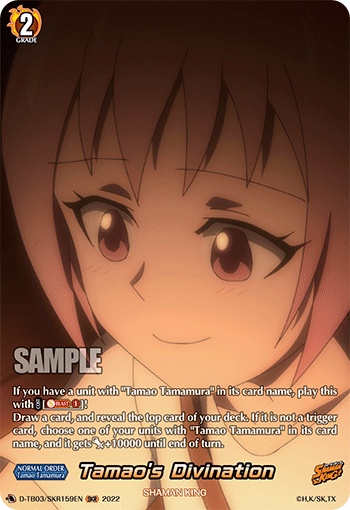 2
GRADE
SAMPLE
If you have a unit with "Tamao Tamamura" in its card name, play this
with COST [ BLAST 1 ]!
Draw a card, and reveal the top card of your deck. If it is not a trigger
card, choose one of your units with "Tamao Tamamura" in its card
name, and it gets +10000 until end of turn.
NORMAL ORDER
Tamao Tamamura
Tamao's Divination
SHAMAN KING
D-TB03/SKR159EN 2022
©H,K/SK,TX